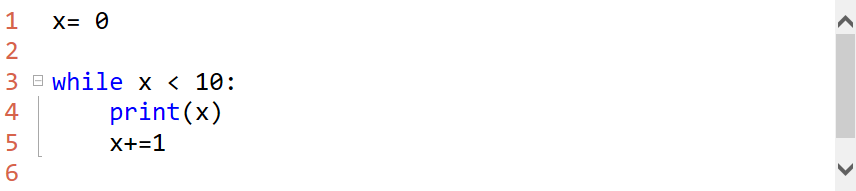 1 x= 0
2
3 while x < 10:
4     print(x)
5     x+=1
6